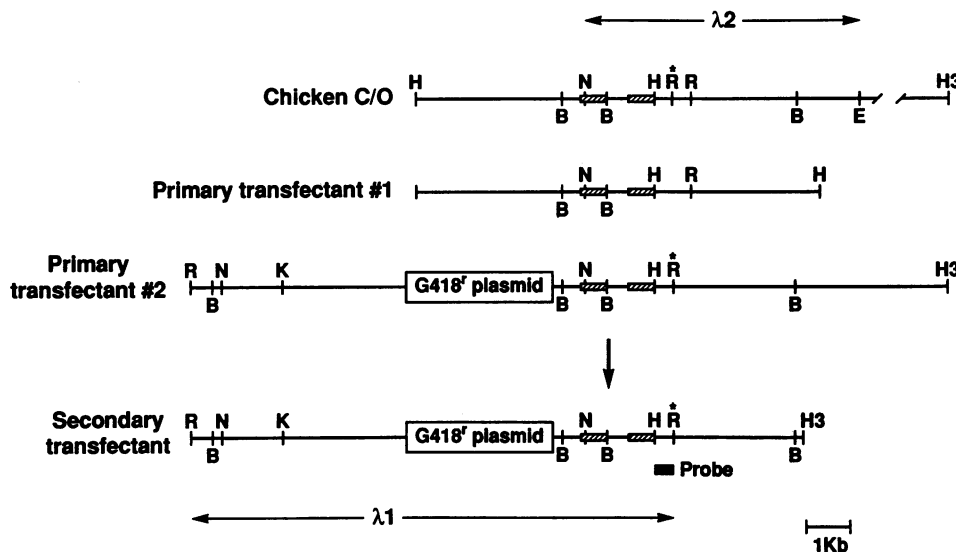 λ2
H N H R* R H3
Chicken C/O
B B B E
N H R H
Primary transfectant #1
B B
Primary
transfectant #2
R N K N H R* H3
G418r plasmid
B B B B
Secondary
transfectant
R N K N H R* H3
G418r plasmid
B B B B
Probe
λ1
1Kb